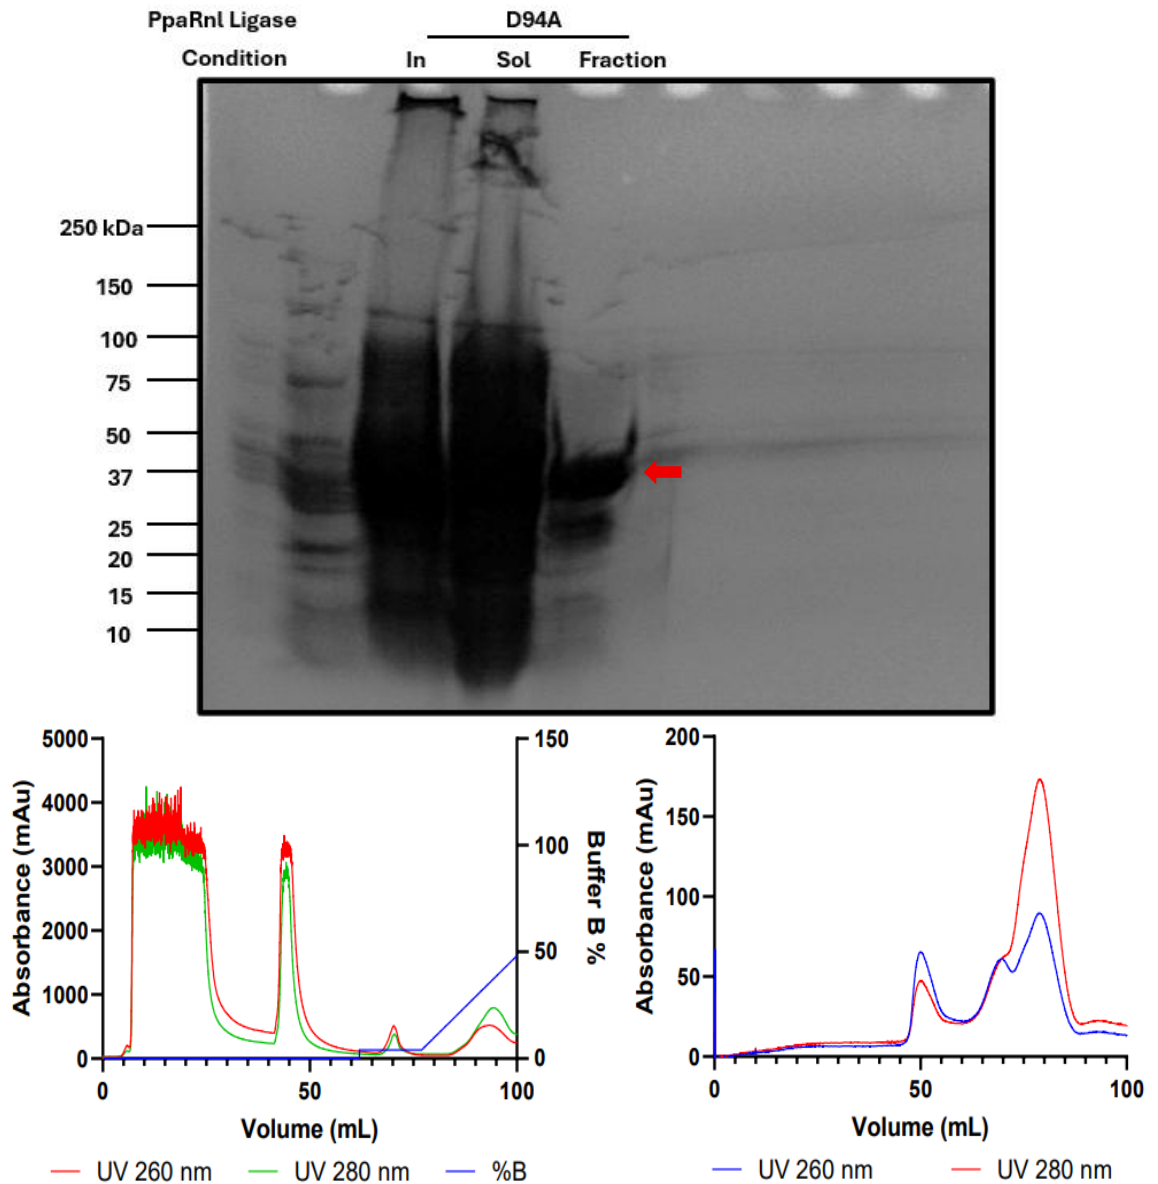 PpaRnl Ligase
D94A
Condition
In
Sol
Fraction
250 kDa
150
100
75
50
37
25
20
15
10
5000
4000
3000
2000
1000
0
Absorbance (mAu)
150
100
50
0
Buffer B %
0
50
100
Volume (mL)
UV 260 nm
UV 280 nm
%B
200
150
100
50
0
Absorbance (mAu)
0
50
100
Volume (mL)
UV 260 nm
UV 280 nm